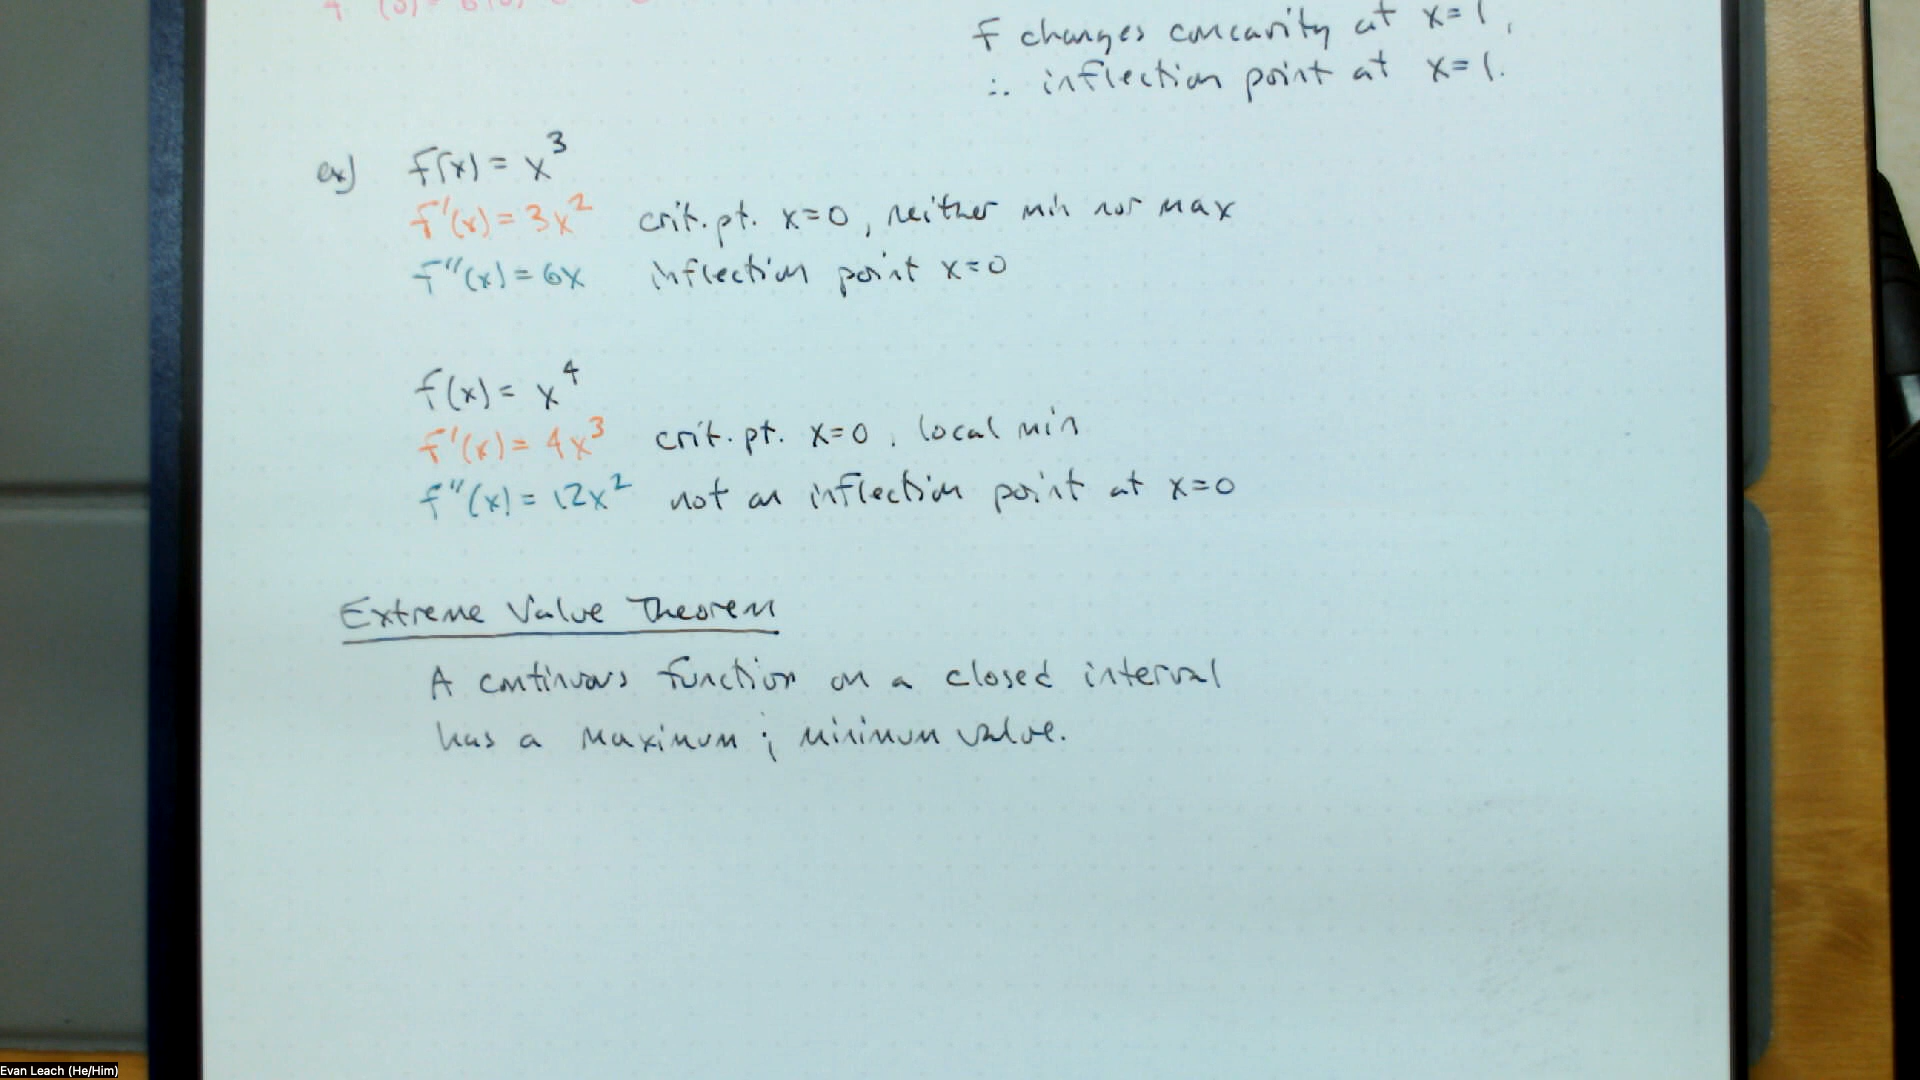 f changes concavity at x=1,
∴ inflection point at x=1.
ex) f(x) = x³
f'(x) = 3x² crit. pt. x=0, neither min nor max
f''(x) = 6x inflection point x=0
f(x) = x⁴
f'(x) = 4x³ crit. pt. x=0, local min
f''(x) = 12x² not an inflection point at x=0
Extreme Value Theorem
A continuous function on a closed interval
has a maximum & minimum value.
Evan Leach (He/Him)